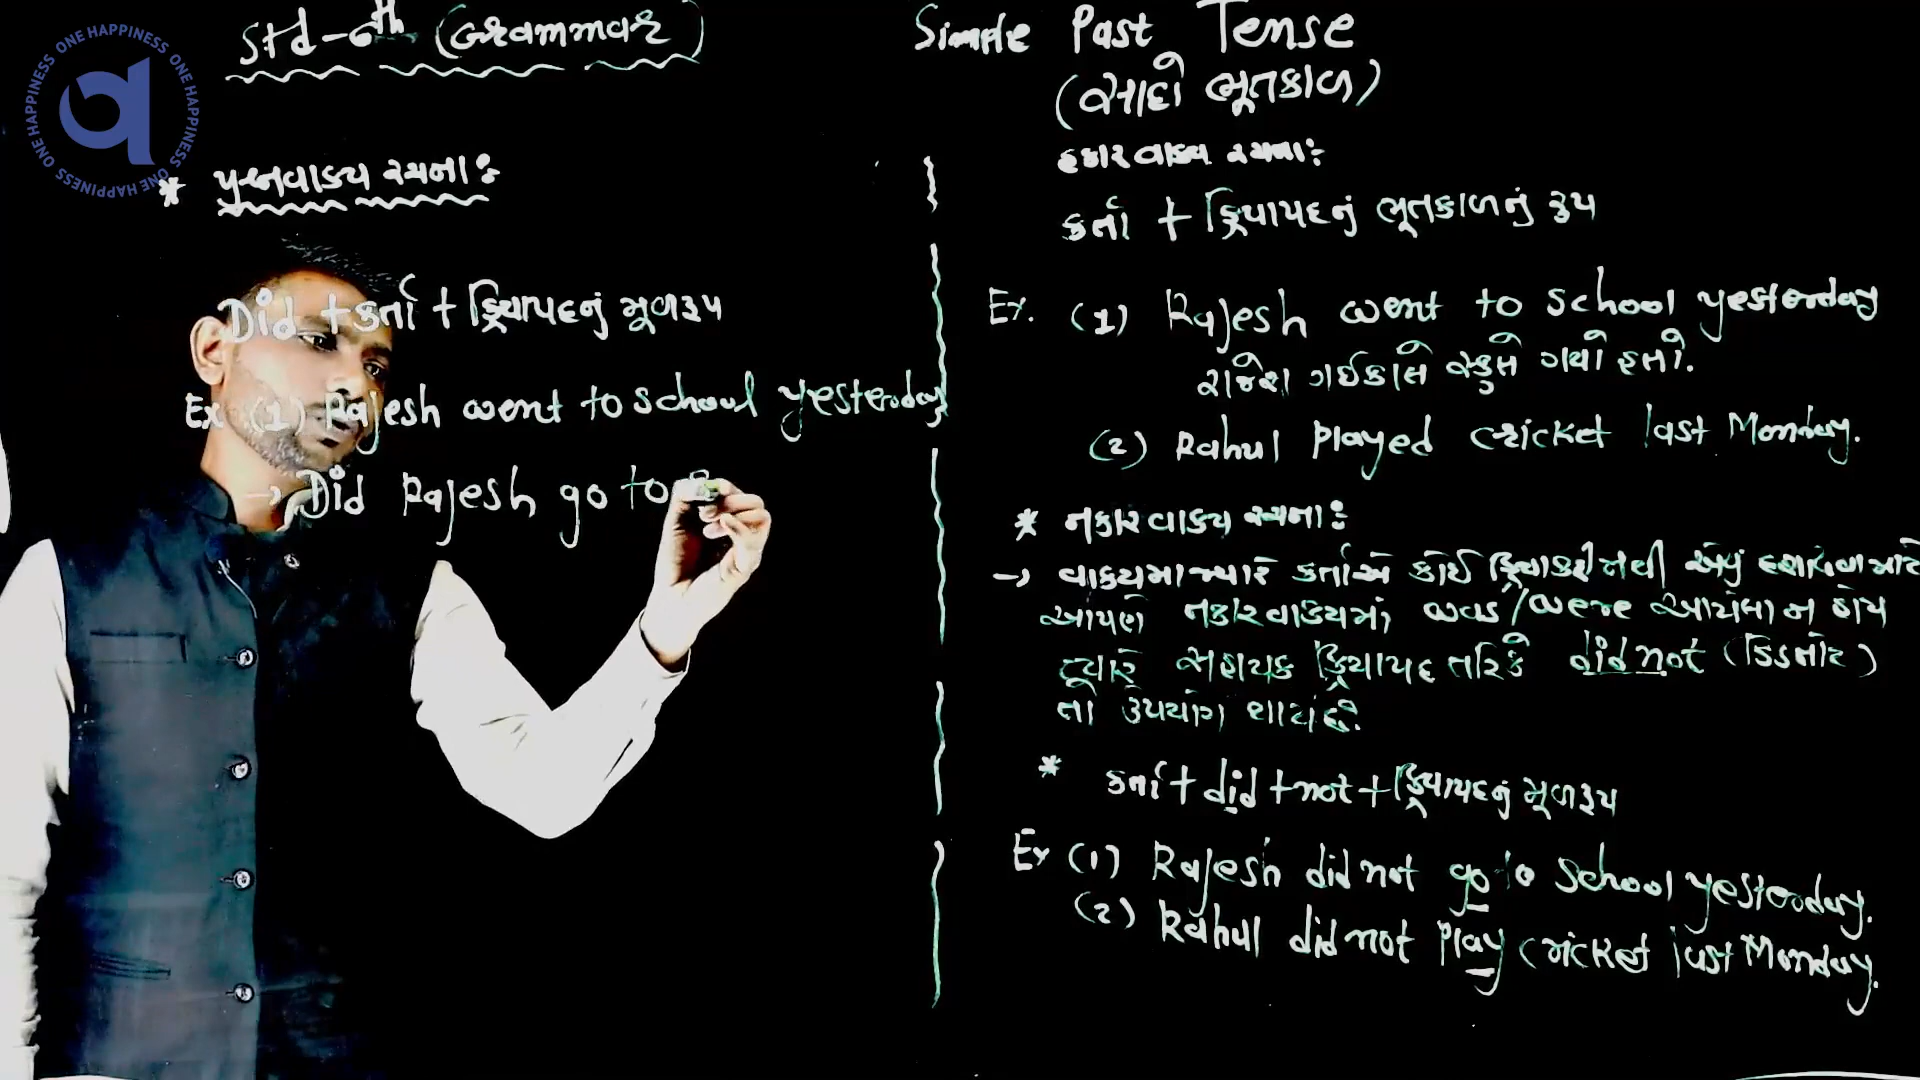 ONE HAPPINESS ONE HAPPINESS ONE HAPPINESS ONE HAPPINESS
Std-6th (Grammar)
* પ્રશ્નવાક્ય રચના:
Did + કર્તા + ક્રિયાપદનું મૂળરૂપ
Ex (1) Rajesh went to school yesterday
→ Did Rajesh go to
Simple Past Tense
(સાદો ભૂતકાળ)
હકારવાક્ય રચના:
કર્તા + ક્રિયાપદનું ભૂતકાળનું રૂપ
Ex. (1) Rajesh went to school yesterday
રાજેશ ગઈકાલે સ્કુલે ગયો હતો.
(2) Rahul Played cricket last Monday.
* નકારવાક્ય રચના:
→ વાક્યમા જ્યારે કર્તાએ કોઈ ક્રિયા કરી નથી એવું દર્શાવવા માટે
આપણે નકારવાક્યમાં was/were આપેલા ન હોય
ત્યારે સહાયક ક્રિયાપદ તરિકે did not (ડિડનોટ)
નો ઉપયોગ થાય છે.
* કર્તા + did + not + ક્રિયાપદનું મૂળરૂપ
Ex (1) Rajesh did not go to School yesterday.
(2) Rahul did not Play cricket last Monday.